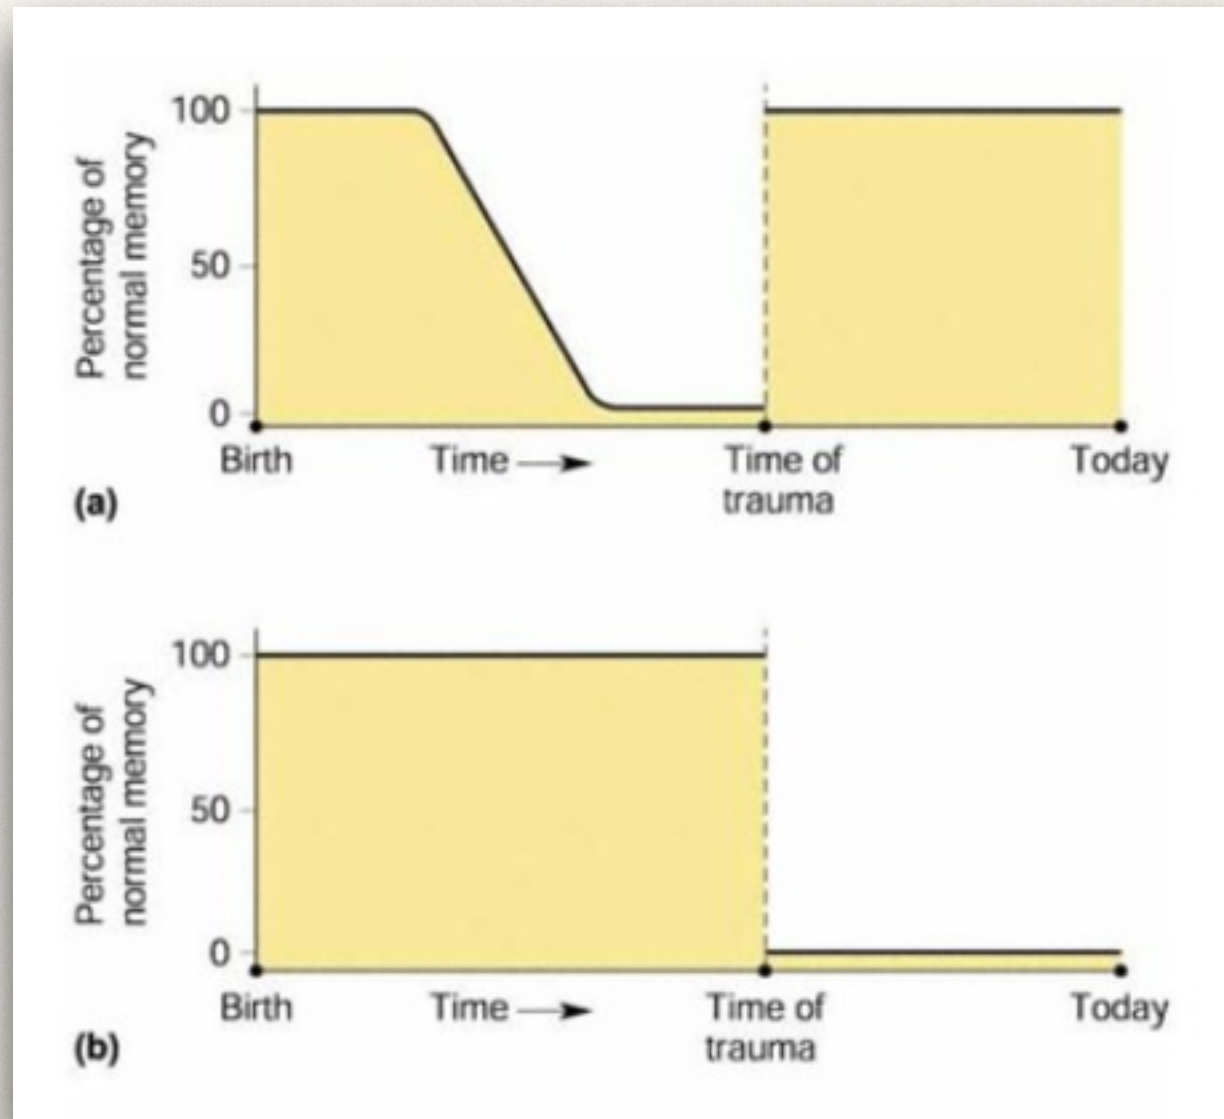 Percentage of
normal memory
100
50
0
Birth
Time
Time of
trauma
Today
(a)
Percentage of
normal memory
100
50
0
Birth
Time
Time of
trauma
Today
(b)